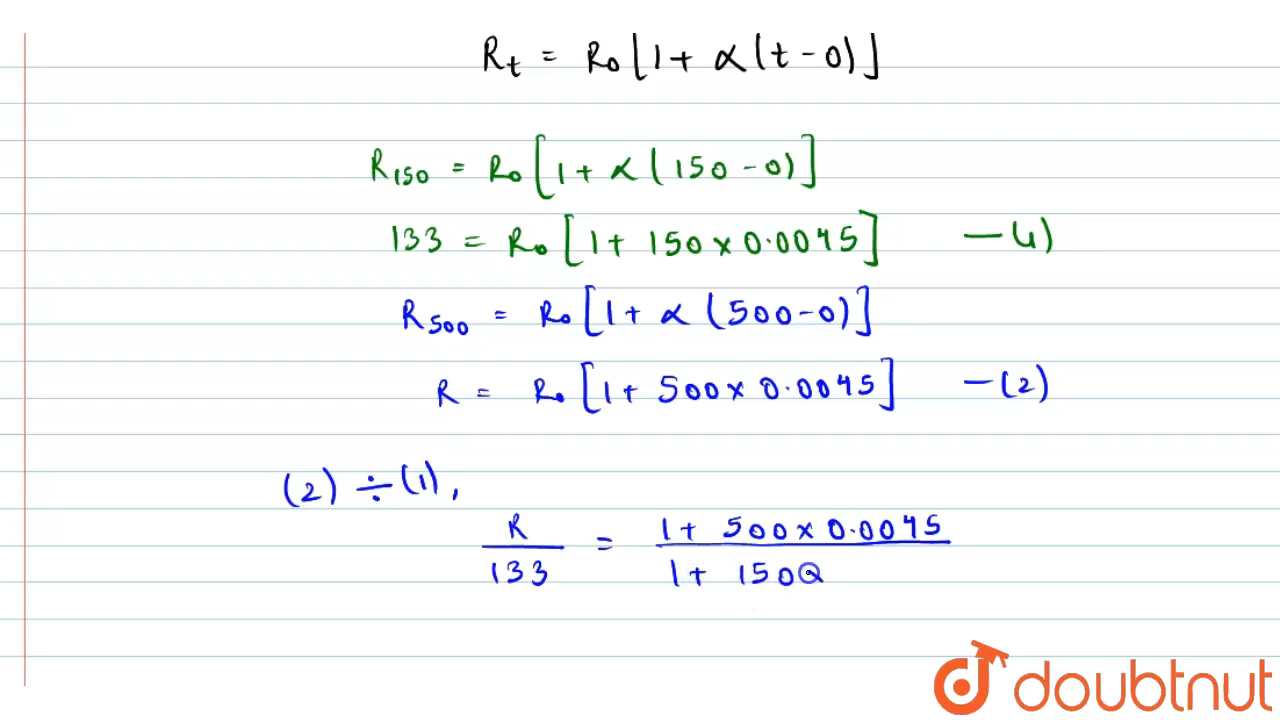 Rt = R0[1+ α(t-0)]
R150 = R0[1+ α(150-0)]
133 = R0[1+ 150×0.0045] —(1)
R500 = R0[1+ α(500-0)]
R = R0[1+ 500×0.0045] —(2)
(2) ÷ (1),
R/133 = 1+ 500×0.0045 / 1+ 150
doubtnut